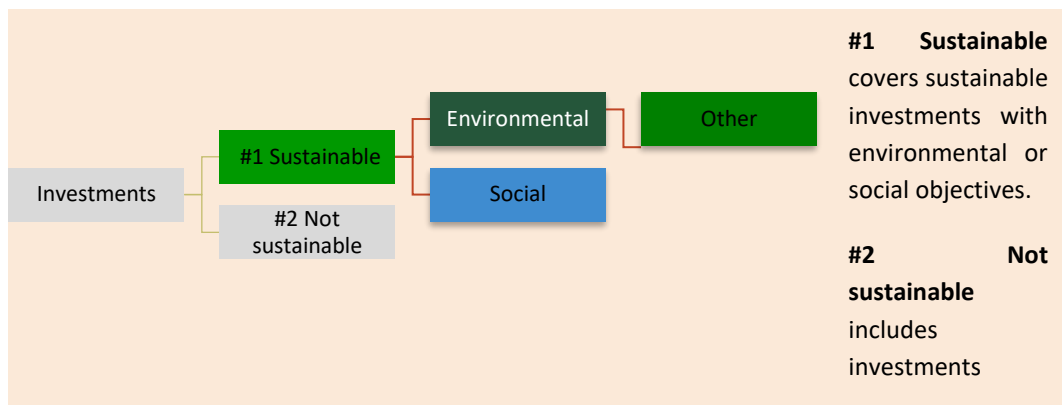 Investments
#1 Sustainable
#2 Not
sustainable
Environmental
Social
Other
#1 Sustainable
covers sustainable
investments with
environmental or
social objectives.
#2 Not
sustainable
includes
investments